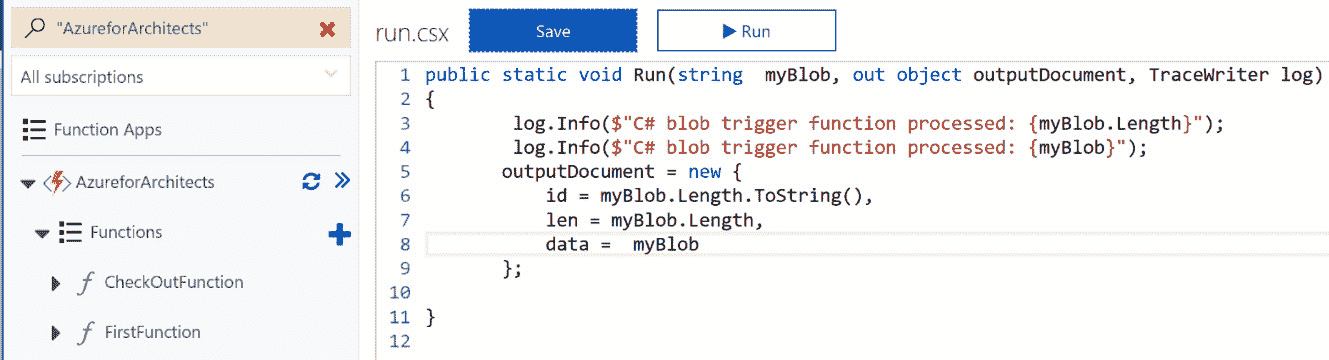 "AzureforArchitects"
All subscriptions
Function Apps
AzureforArchitects
Functions
CheckOutFunction
FirstFunction
run.csx Save Run
1 public static void Run(string  myBlob, out object outputDocument, TraceWriter log)
2 {
3 log.Info($"C# blob trigger function processed: {myBlob.Length}");
4 log.Info($"C# blob trigger function processed: {myBlob}");
5 outputDocument = new {
6 id = myBlob.Length.ToString(),
7 len = myBlob.Length,
8 data =  myBlob
9 };
10
11 }
12